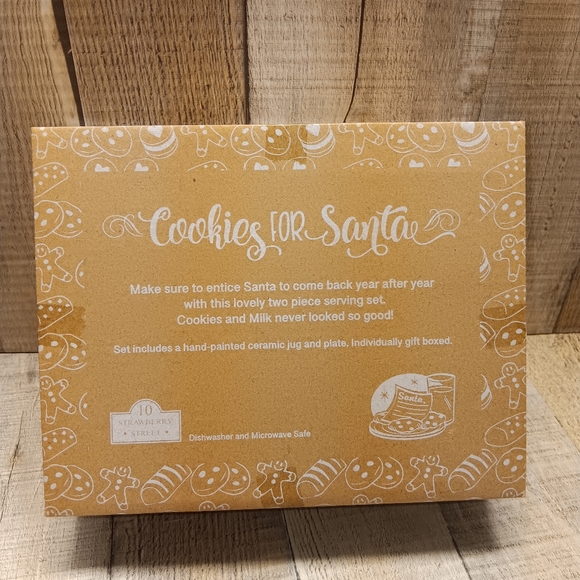 Cookies FOR Santa
Make sure to entice Santa to come back year after year
with this lovely two piece serving set.
Cookies and Milk never looked so good!
Set includes a hand-painted ceramic jug and plate. Individually gift boxed.
10
STRAWBERRY
STREET
Dishwasher and Microwave Safe
Santa,